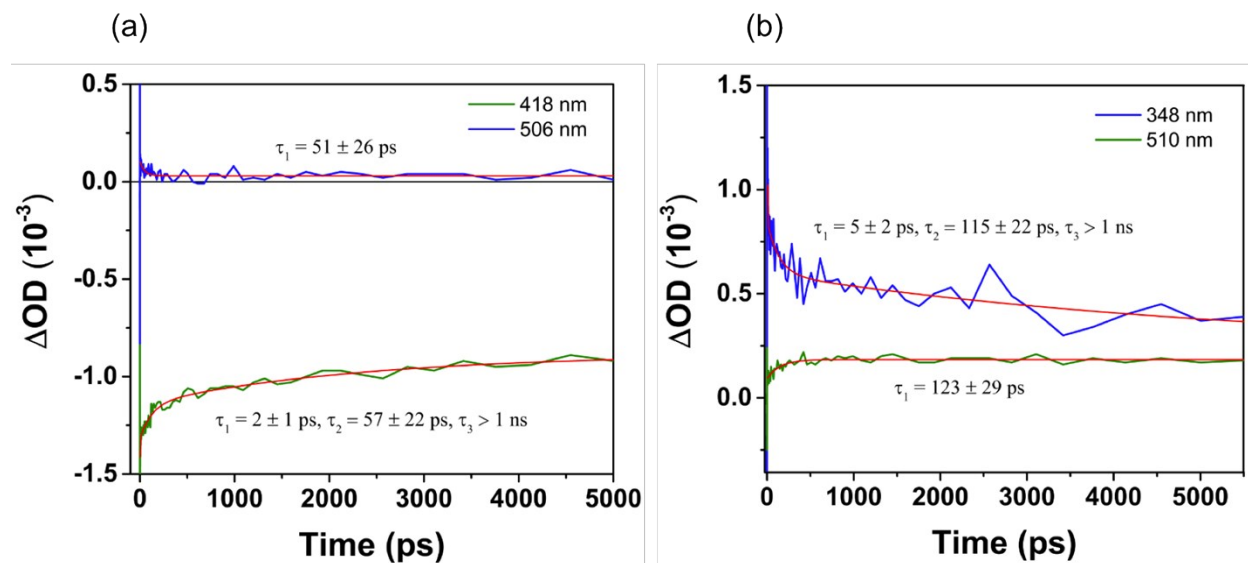 (a)
ΔOD (10⁻³)
0.5
0.0
-0.5
-1.0
-1.5
418 nm
506 nm
τ₁ = 51 ± 26 ps
τ₁ = 2 ± 1 ps, τ₂ = 57 ± 22 ps, τ₃ > 1 ns
0 1000 2000 3000 4000 5000
Time (ps)
(b)
ΔOD (10⁻³)
1.5
1.0
0.5
0.0
348 nm
510 nm
τ₁ = 5 ± 2 ps, τ₂ = 115 ± 22 ps, τ₃ > 1 ns
τ₁ = 123 ± 29 ps
0 1000 2000 3000 4000 5000
Time (ps)